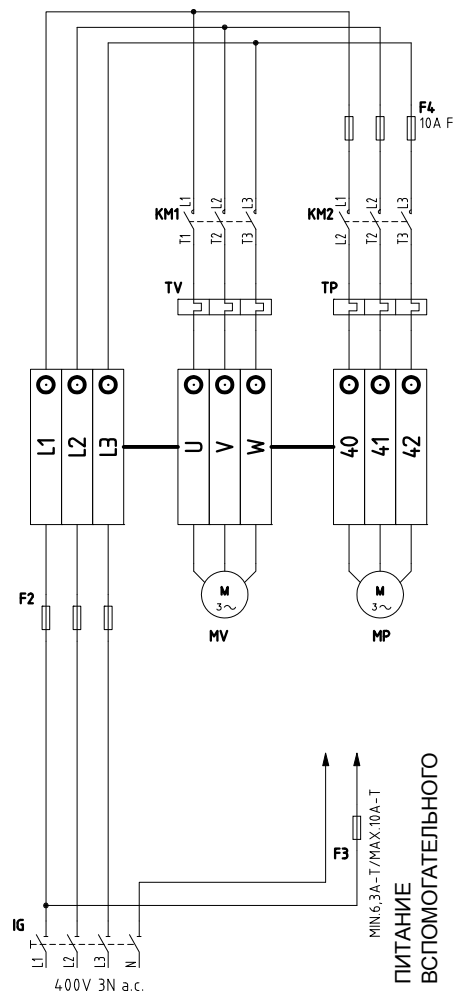 F4
10A F
L1
L2
L3
KM1
T1
T2
T3
L1
L2
L3
KM2
L2
T2
T3
TV
TP
L1
L2
L3
U
V
W
40
41
42
F2
M
3~
MV
M
3~
MP
F3
MIN.6,3A-T/MAX.10A-T
ПИТАНИЕ
ВСПОМОГАТЕЛЬНОГО
IG
L1
L2
L3
N
400V 3N a.c.